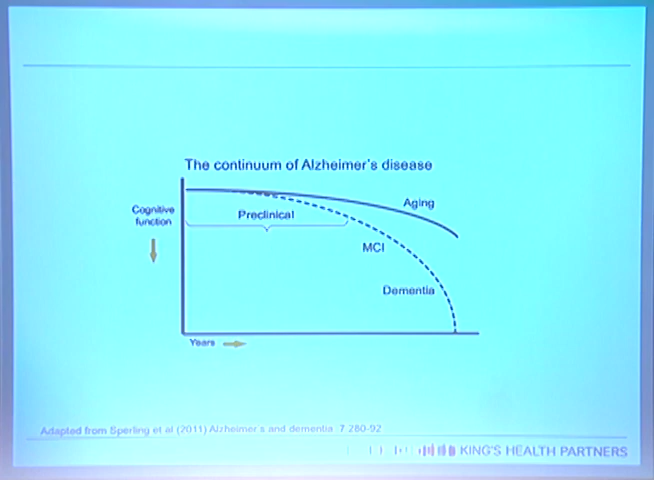 The continuum of Alzheimer's disease
Cognitive
function
Aging
Preclinical
MCI
Dementia
Years
Adapted from Sperling et al (2011) Alzheimer s and dementia 7 280-92
KING'S HEALTH PARTNERS